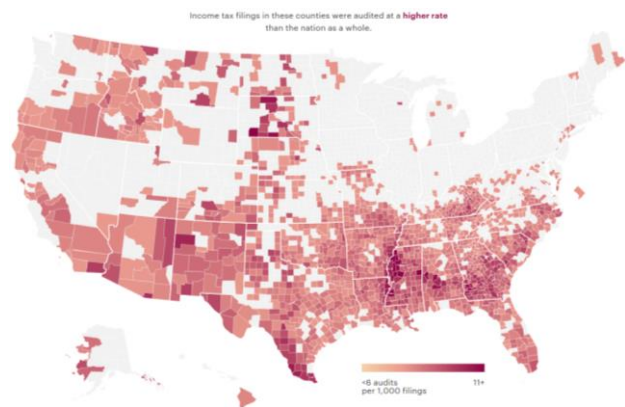 Income tax filings in these counties were audited at a higher rate
than the nation as a whole.
<6 audits
per 1,000 filings
11+